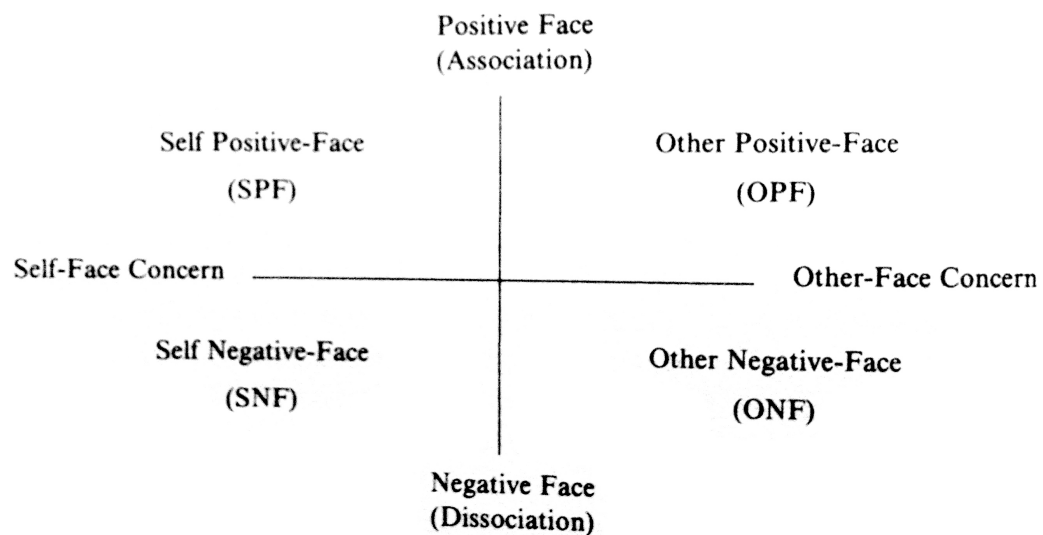 Positive Face
(Association)
Self Positive-Face
(SPF)
Other Positive-Face
(OPF)
Self-Face Concern
Other-Face Concern
Self Negative-Face
(SNF)
Other Negative-Face
(ONF)
Negative Face
(Dissociation)